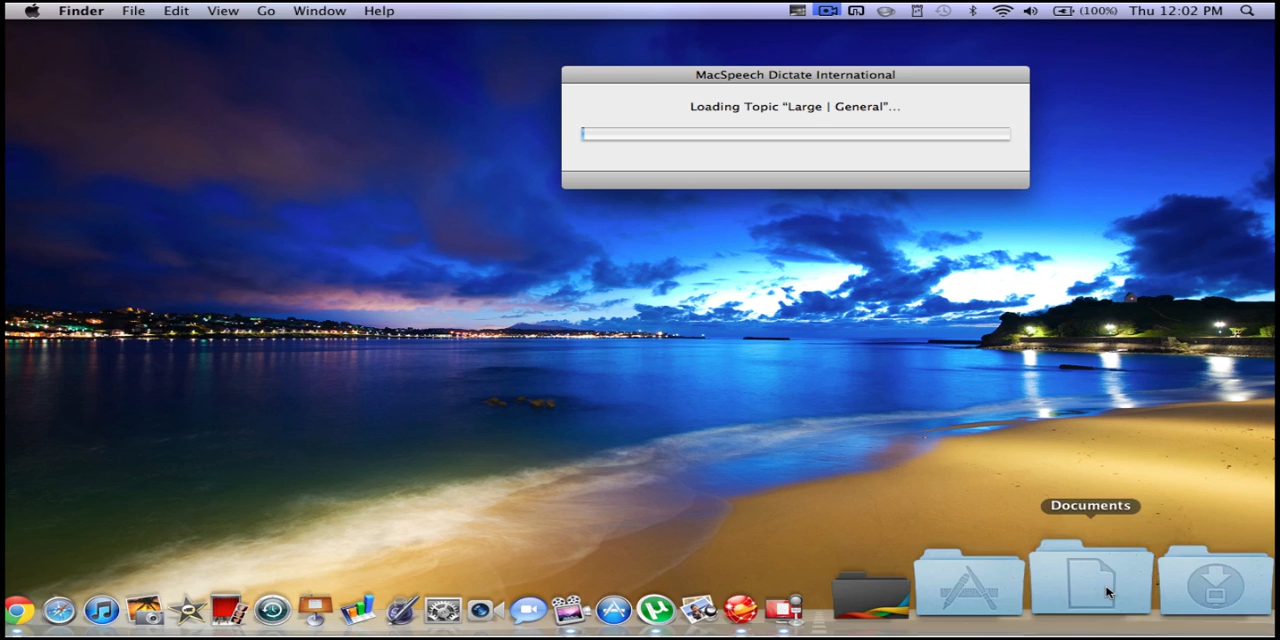 Finder File Edit View Go Window Help (100%) Thu 12:02 PM
MacSpeech Dictate International
Loading Topic “Large | General”...
Documents